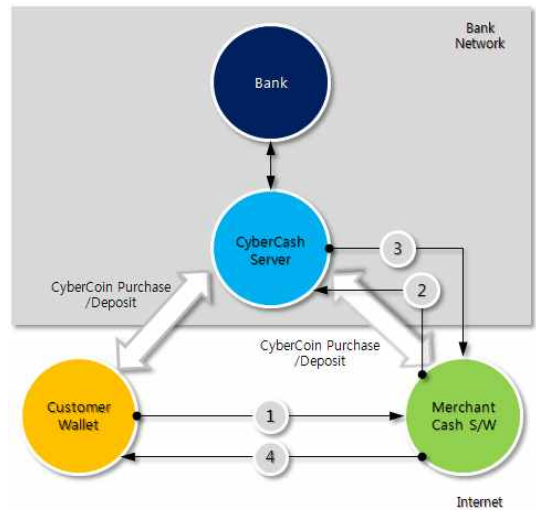 Bank
Network
Bank
CyberCash
Server
3
CyberCoin Purchase
/Deposit
2
CyberCoin Purchase
/Deposit
Customer
Wallet
1
Merchant
Cash S/W
4
Internet